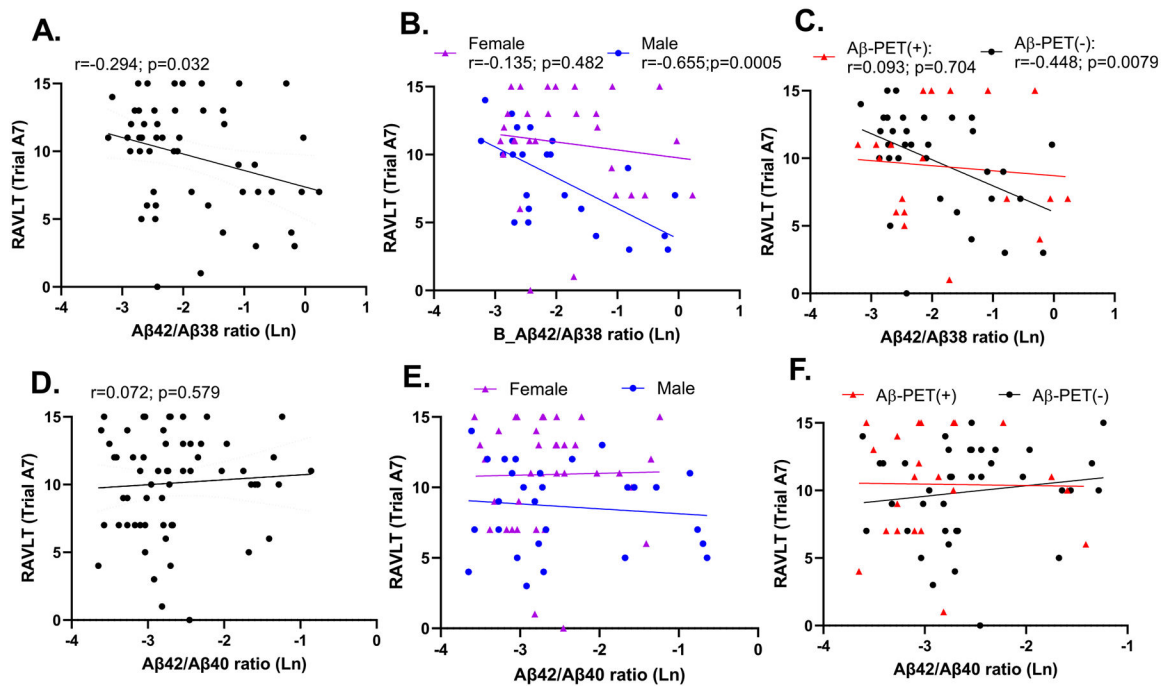 A.
r=-0.294; p=0.032
RAVLT (Trial A7)
15
10
5
0
-4 -3 -2 -1 0 1
Aβ42/Aβ38 ratio (Ln)
B.
Female Male
r=-0.135; p=0.482 r=-0.655;p=0.0005
RAVLT (Trial A7)
15
10
5
0
-4 -3 -2 -1 0 1
B_Aβ42/Aβ38 ratio (Ln)
C.
Aβ-PET(+): Aβ-PET(-):
r=0.093; p=0.704 r=-0.448; p=0.0079
RAVLT (Trial A7)
15
10
5
0
-4 -3 -2 -1 0 1
Aβ42/Aβ38 ratio (Ln)
D.
r=0.072; p=0.579
RAVLT (Trial A7)
15
10
5
0
-4 -3 -2 -1 0
Aβ42/Aβ40 ratio (Ln)
E.
Female Male
RAVLT (Trial A7)
15
10
5
0
-4 -3 -2 -1 0
Aβ42/Aβ40 ratio (Ln)
F.
Aβ-PET(+) Aβ-PET(-)
RAVLT (Trial A7)
15
10
5
0
-4 -3 -2 -1
Aβ42/Aβ40 ratio (Ln)